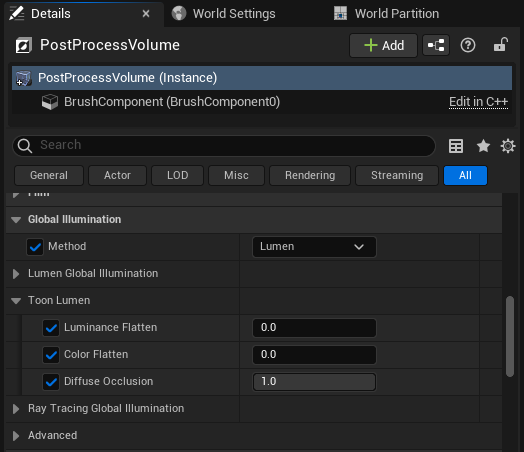 Details × World Settings World Partition
PostProcessVolume + Add
PostProcessVolume (Instance)
BrushComponent (BrushComponent0) Edit in C++
Search
General Actor LOD Misc Rendering Streaming All
Film
Global Illumination
Method Lumen
Lumen Global Illumination
Toon Lumen
Luminance Flatten 0.0
Color Flatten 0.0
Diffuse Occlusion 1.0
Ray Tracing Global Illumination
Advanced